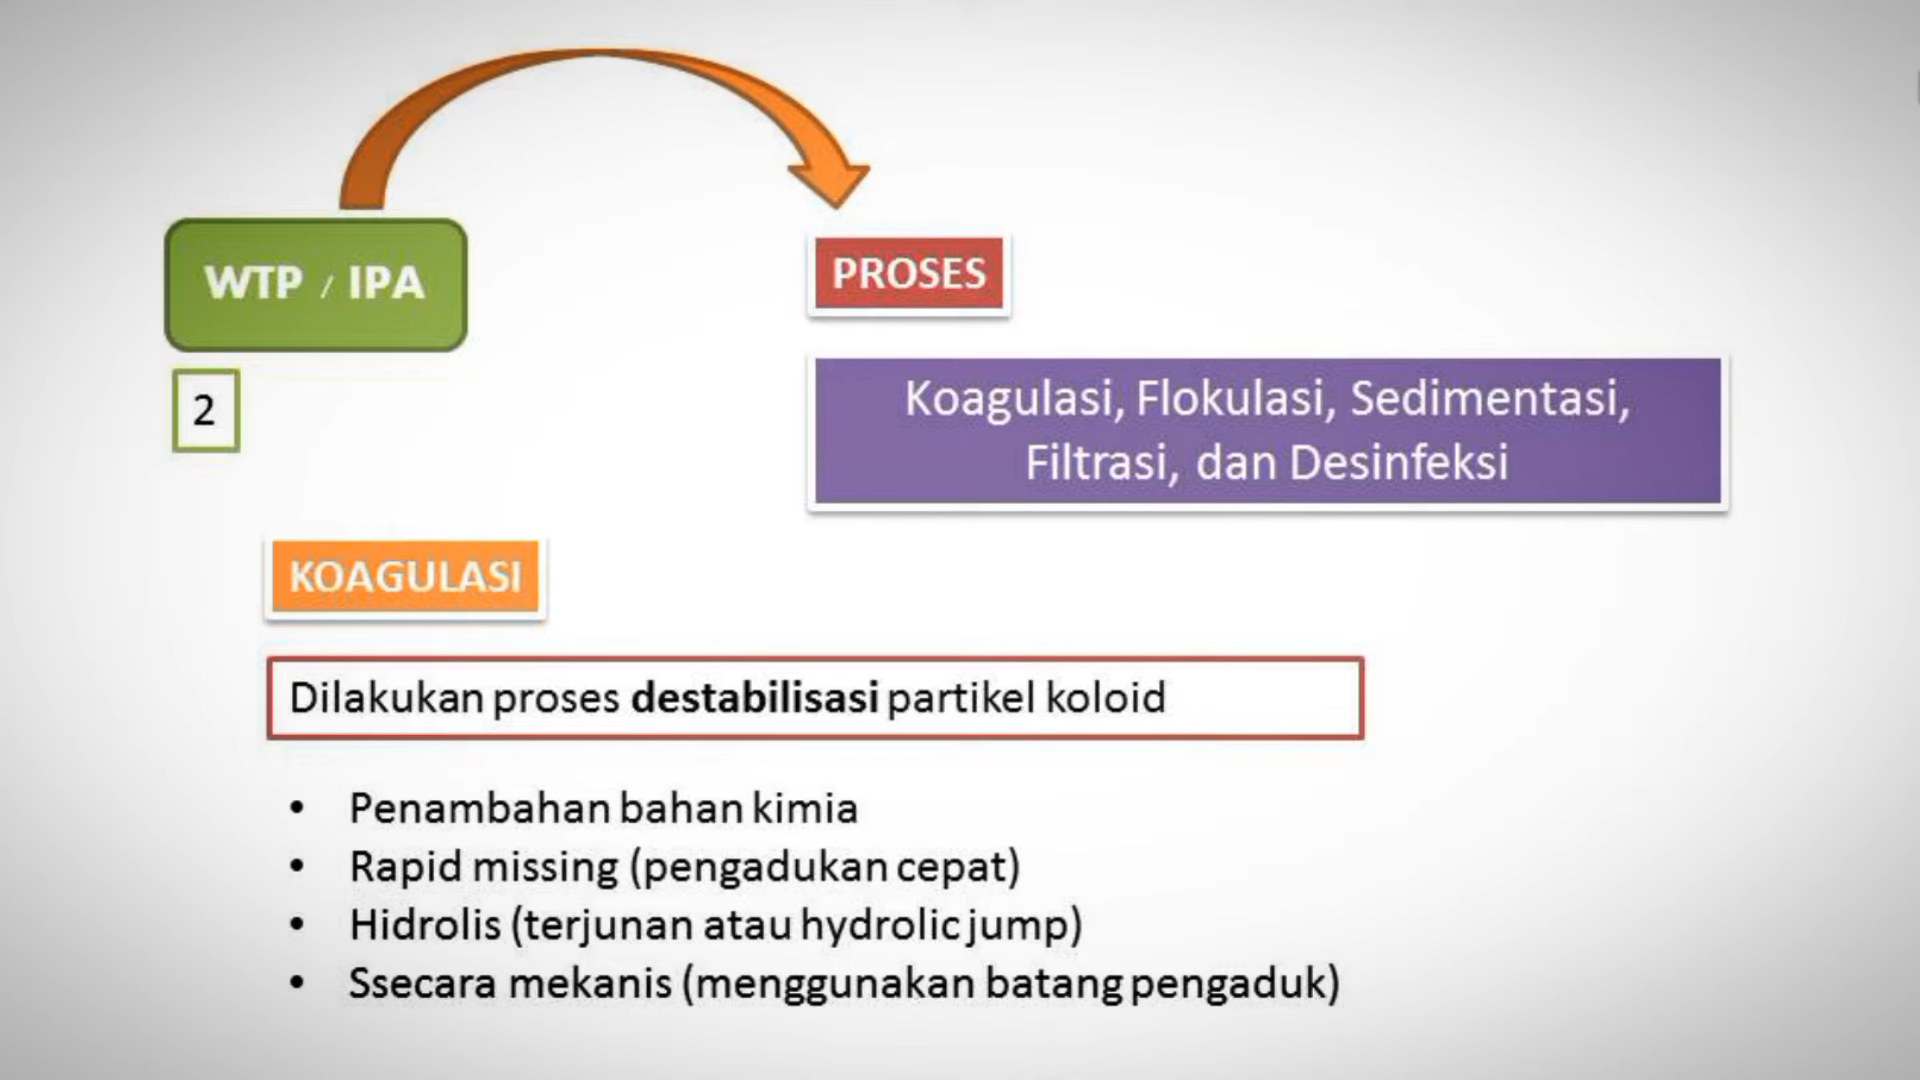 WTP / IPA
PROSES
2
Koagulasi, Flokulasi, Sedimentasi,
Filtrasi, dan Desinfeksi
KOAGULASI
Dilakukan proses destabilisasi partikel koloid
• Penambahan bahan kimia
• Rapid missing (pengadukan cepat)
• Hidrolis (terjunan atau hydrolic jump)
• Ssecara mekanis (menggunakan batang pengaduk)